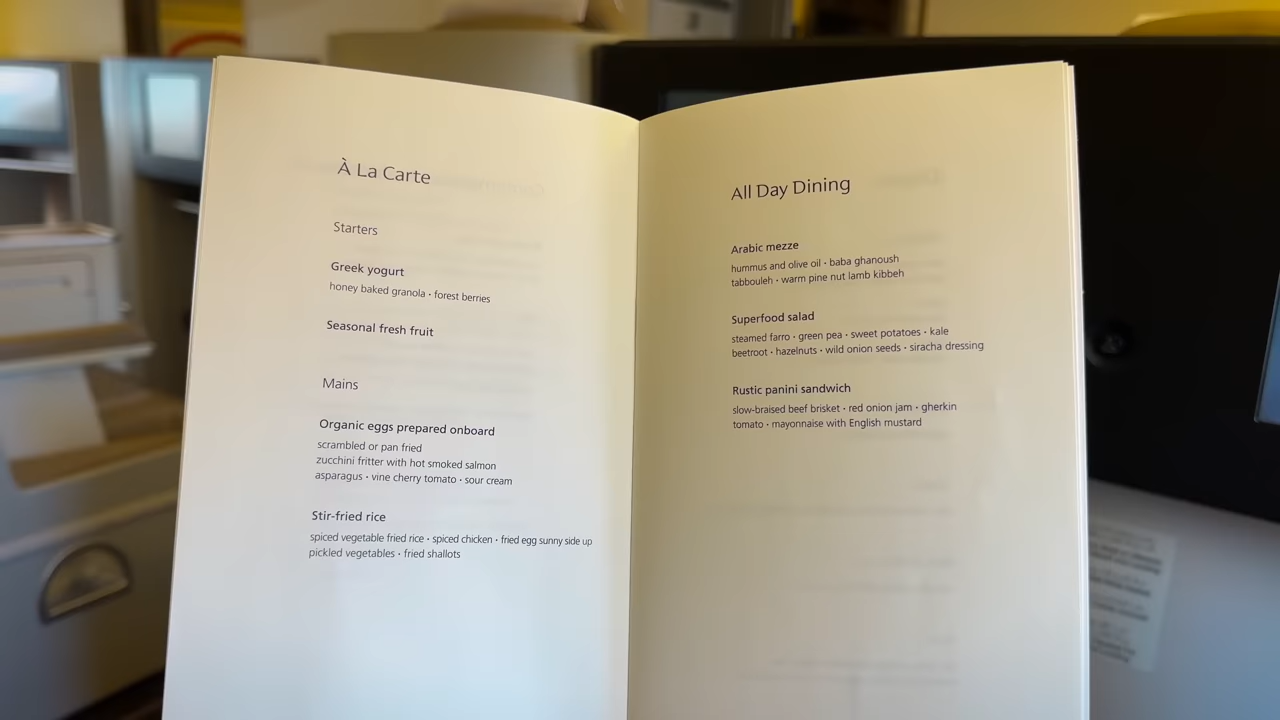 À La Carte
Starters
Greek yogurt
honey baked granola • forest berries
Seasonal fresh fruit
Mains
Organic eggs prepared onboard
scrambled or pan fried
zucchini fritter with hot smoked salmon
asparagus • vine cherry tomato • sour cream
Stir-fried rice
spiced vegetable fried rice • spiced chicken • fried egg sunny side up
pickled vegetables • fried shallots
All Day Dining
Arabic mezze
hummus and olive oil • baba ghanoush
tabbouleh • warm pine nut lamb kibbeh
Superfood salad
steamed farro • green pea • sweet potatoes • kale
beetroot • hazelnuts • wild onion seeds • siracha dressing
Rustic panini sandwich
slow-braised beef brisket • red onion jam • gherkin
tomato • mayonnaise with English mustard